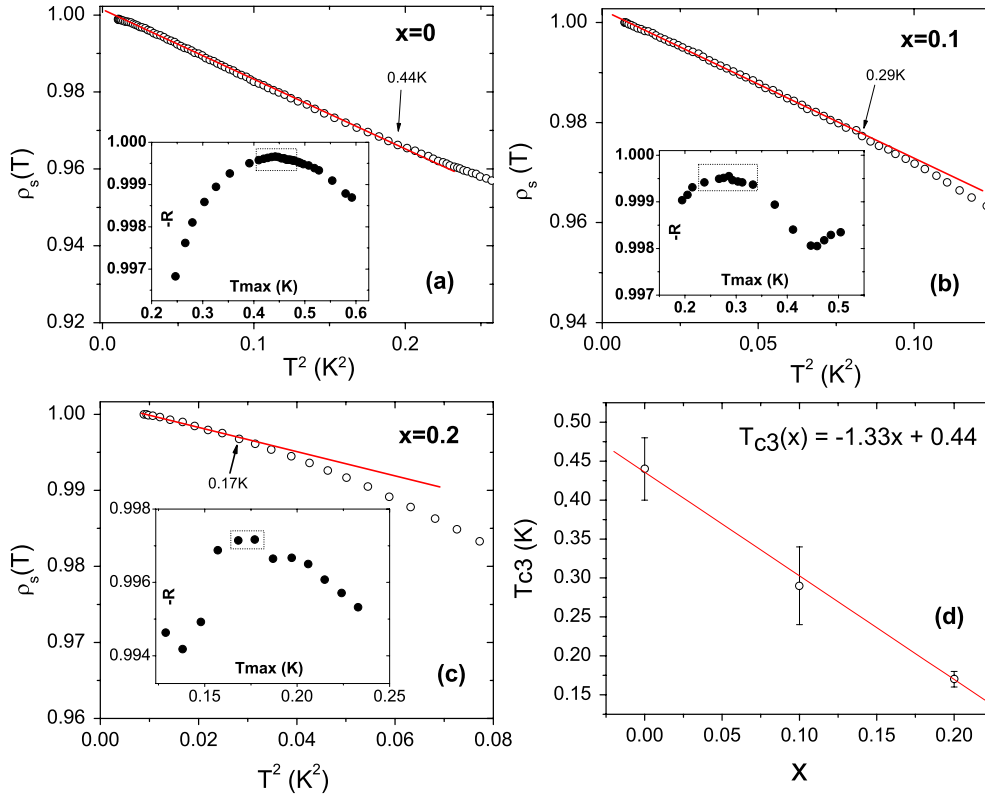 1.00
0.98
0.96
0.94
0.92
ρs(T)
x=0
0.44K
1.000
0.999
0.998
0.997
-R
0.2 0.3 0.4 0.5 0.6
Tmax (K)
(a)
0.0 0.1 0.2
T² (K²)
1.00
0.98
0.96
0.94
ρs(T)
x=0.1
0.29K
1.000
0.999
0.998
0.997
-R
0.2 0.3 0.4 0.5
Tmax (K)
(b)
0.00 0.05 0.10
T² (K²)
1.00
0.99
0.98
0.97
0.96
ρs(T)
x=0.2
0.17K
0.998
0.996
0.994
-R
Tmax (K)
0.15 0.20 0.25
(c)
0.00 0.02 0.04 0.06 0.08
T² (K²)
0.50
0.45
0.40
0.35
0.30
0.25
0.20
0.15
Tc3 (K)
Tc3(x) = -1.33x + 0.44
(d)
0.00 0.05 0.10 0.15 0.20
X